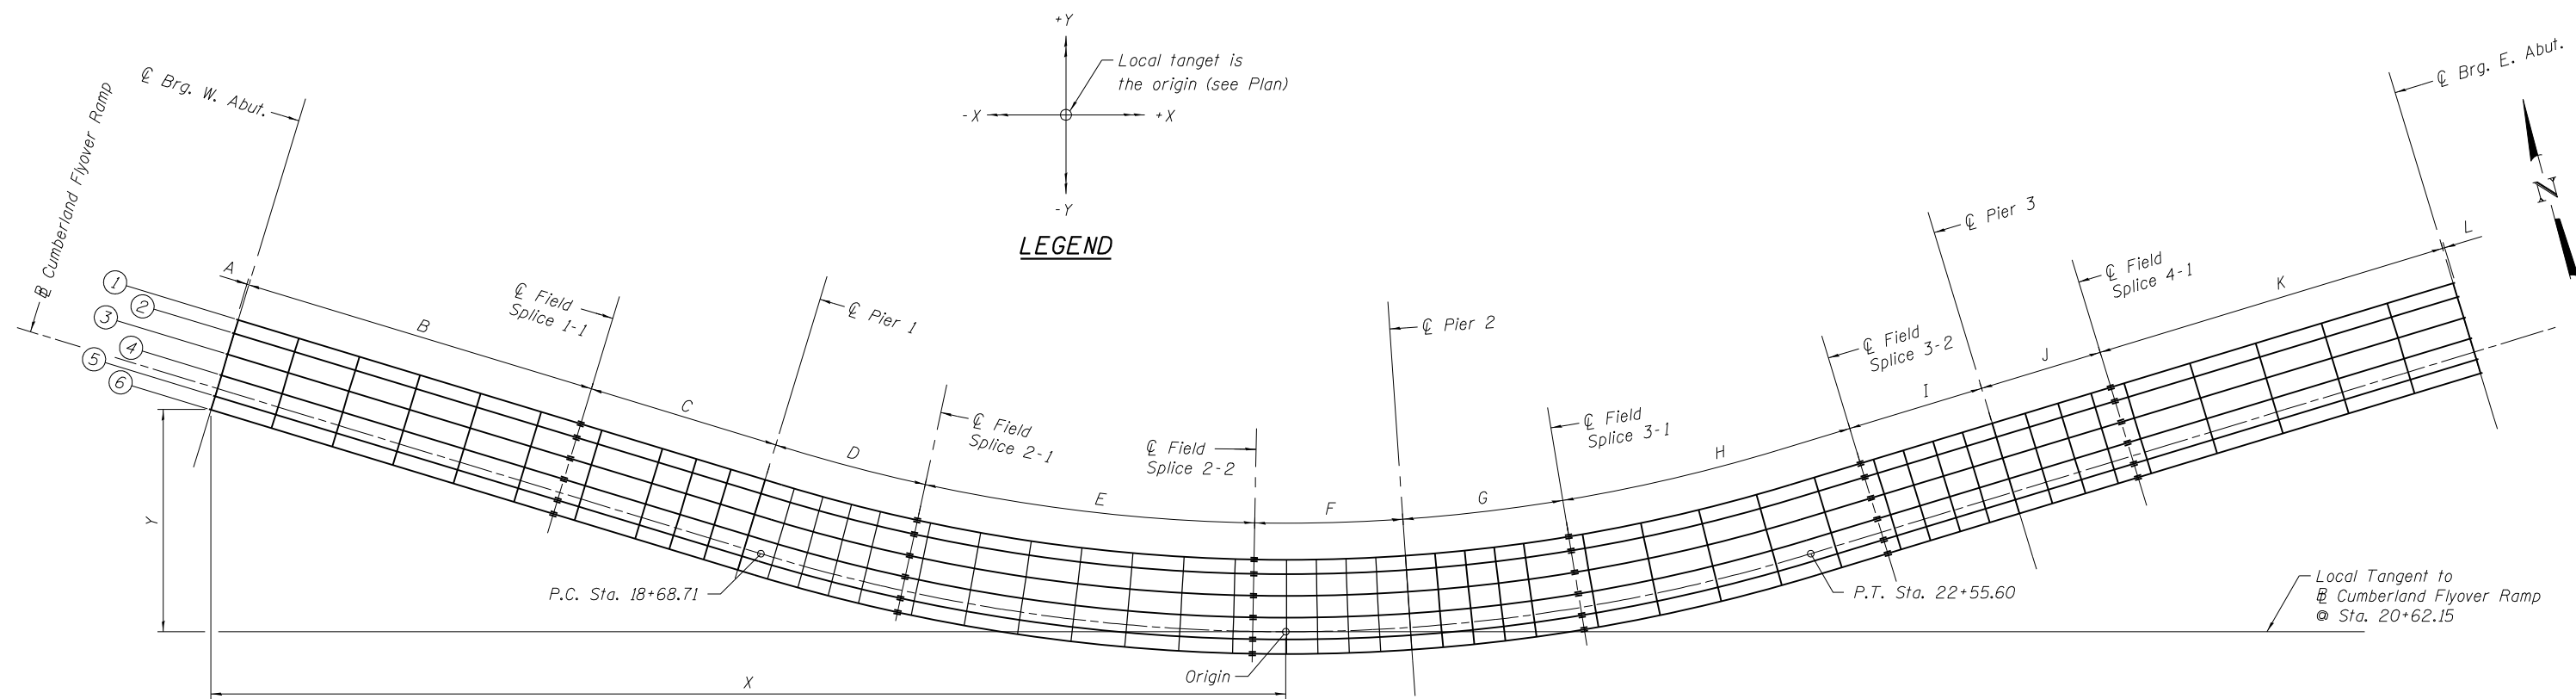 +Y
Local tanget is
the origin (see Plan)
-X
+X
-Y
LEGEND
℄ Brg. W. Abut.
Cumberland Flyover Ramp
℄ Brg. E. Abut.
N
1
2
3
4
5
6
A
B
℄ Field
Splice 1-1
C
℄ Pier 1
D
℄ Field
Splice 2-1
E
℄ Field
Splice 2-2
F
℄ Pier 2
G
℄ Field
Splice 3-1
H
℄ Field
Splice 3-2
I
℄ Pier 3
J
℄ Field
Splice 4-1
K
L
Y
X
P.C. Sta. 18+68.71
Origin
P.T. Sta. 22+55.60
Local Tangent to
Cumberland Flyover Ramp
@ Sta. 20+62.15